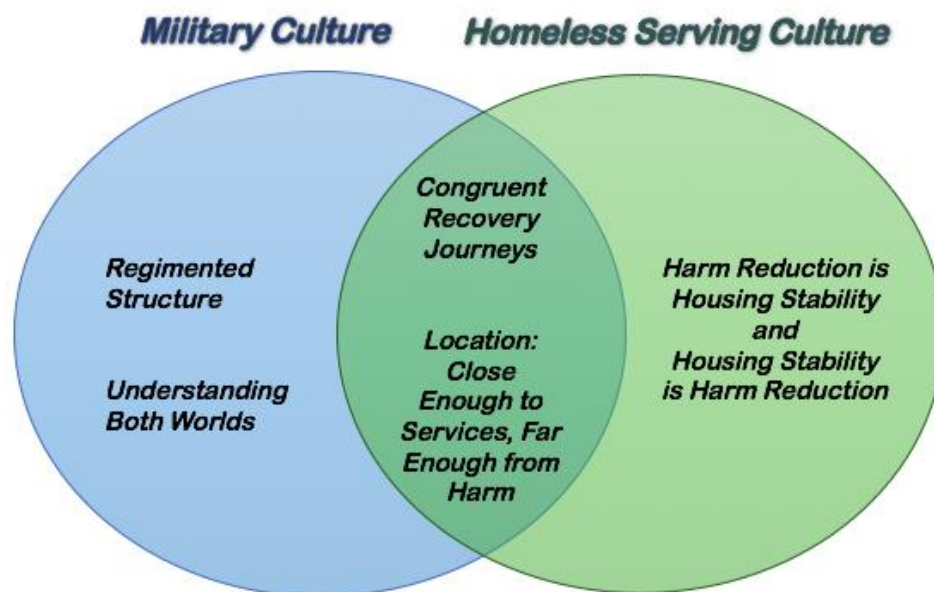 Military Culture
Homeless Serving Culture
Regimented
Structure
Understanding
Both Worlds
Congruent
Recovery
Journeys
Location:
Close
Enough to
Services, Far
Enough from
Harm
Harm Reduction is
Housing Stability
and
Housing Stability
is Harm Reduction